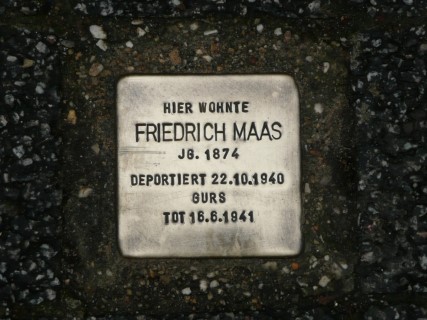 HIER WOHNTE
FRIEDRICH MAAS
JG. 1874
DEPORTIERT 22.10.1940
GURS
TOT 16.6.1941